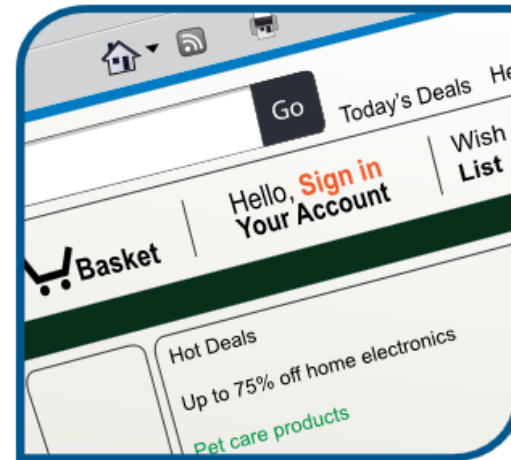 Go
Today's Deals
Hello, Sign in
Your Account
Wish
List
Basket
Hot Deals
Up to 75% off home electronics
Pet care products